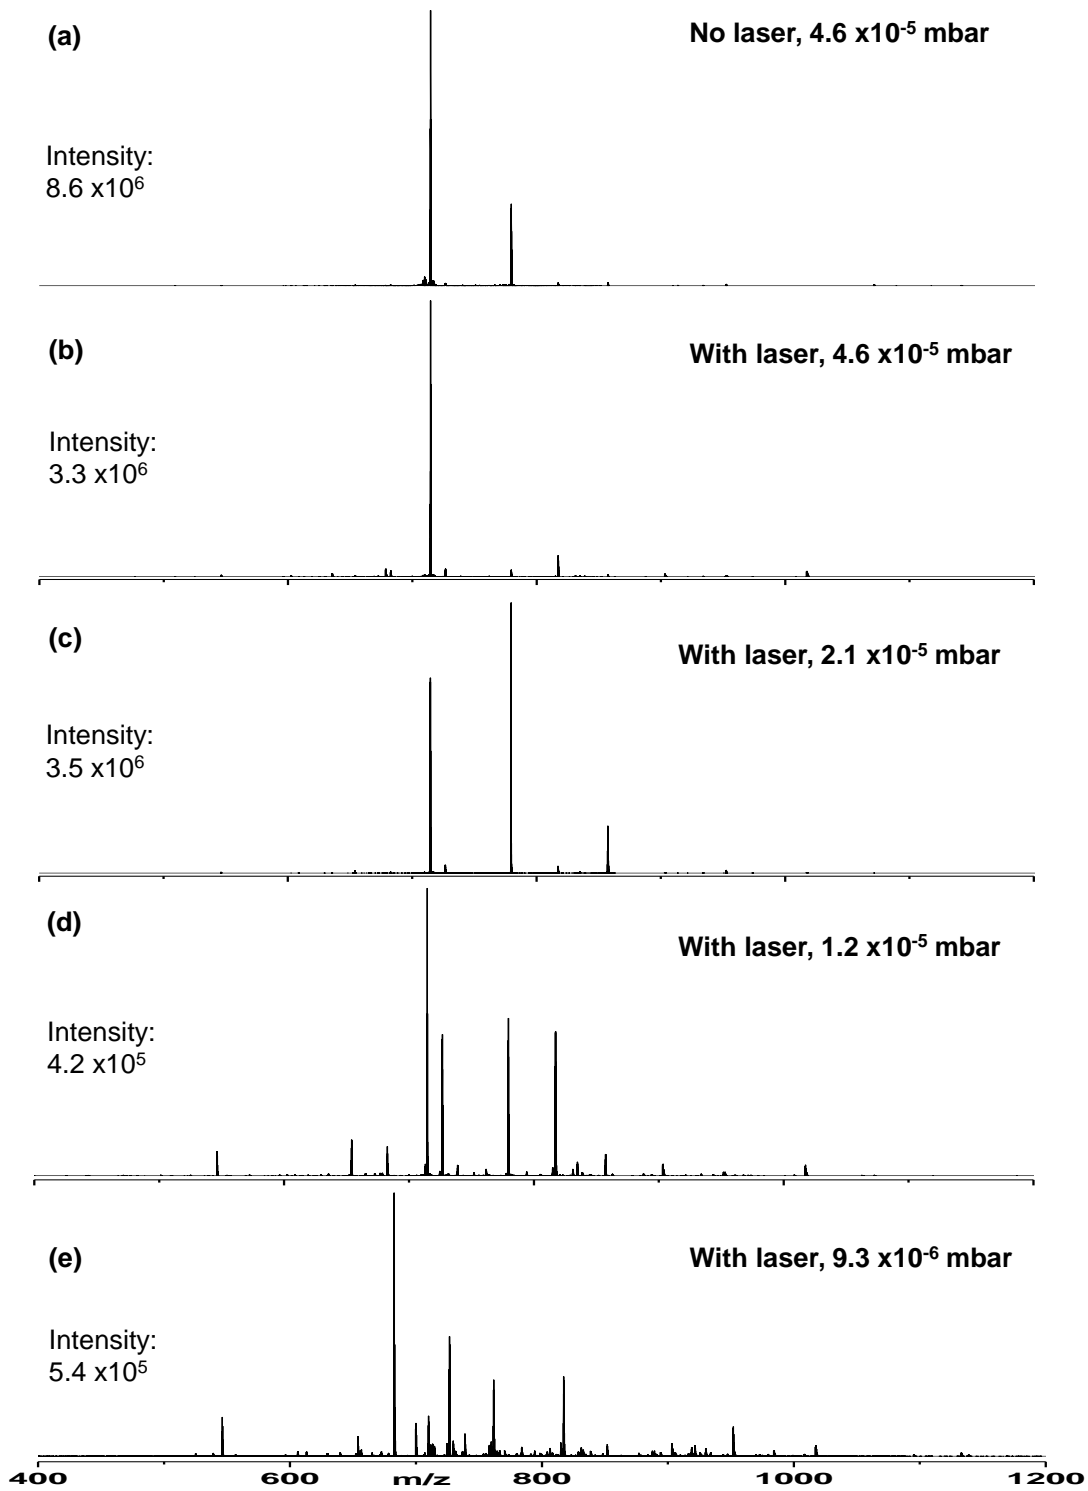 (a)
No laser, 4.6 x10⁻⁵ mbar
Intensity:
8.6 x10⁶
(b)
With laser, 4.6 x10⁻⁵ mbar
Intensity:
3.3 x10⁶
(c)
With laser, 2.1 x10⁻⁵ mbar
Intensity:
3.5 x10⁶
(d)
With laser, 1.2 x10⁻⁵ mbar
Intensity:
4.2 x10⁵
(e)
With laser, 9.3 x10⁻⁶ mbar
Intensity:
5.4 x10⁵
400 600 m/z 800 1000 1200